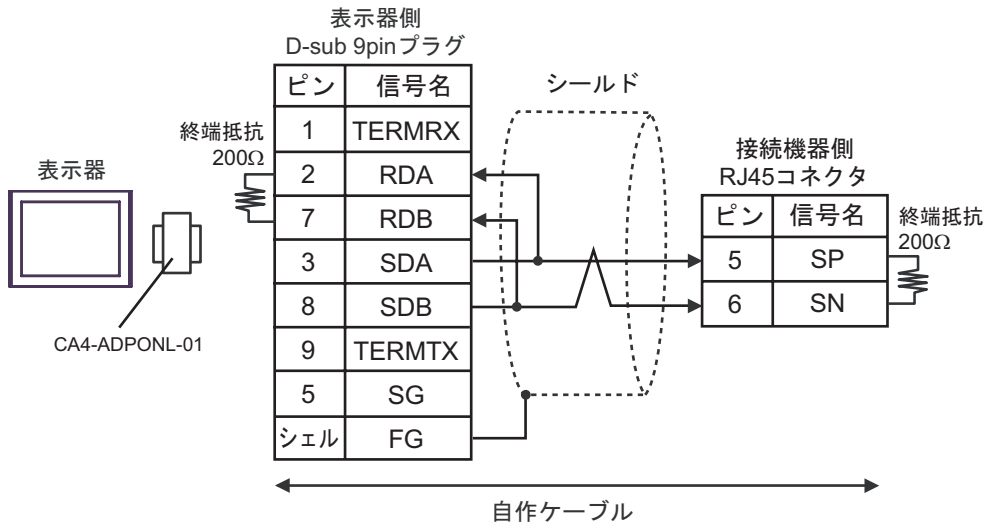 表示器側
D-sub 9pinプラグ
ピン 信号名
1 TERMRX
2 RDA
7 RDB
3 SDA
8 SDB
9 TERMTX
5 SG
シェル FG
終端抵抗
200Ω
表示器
CA4-ADPONL-01
シールド
接続機器側
RJ45コネクタ
ピン 信号名
5 SP
6 SN
終端抵抗
200Ω
自作ケーブル